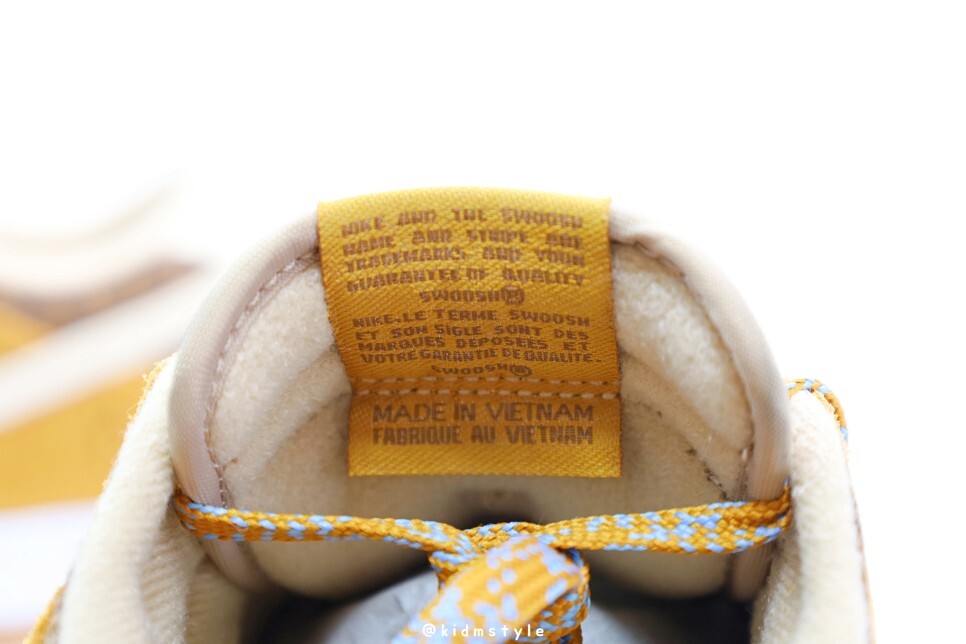 NIKE AND THE SWOOSH
NAME AND STRIPE ARE
TRADEMARKS AND YOUR
GUARANTEE OF QUALITY
SWOOSH®
NIKE.LE TERME SWOOSH
ET SON SIGLE SONT DES
MARQUES DEPOSEES ET
VOTRE GARANTIE DE QUALITE.
SWOOSH®
MADE IN VIETNAM
FABRIQUE AU VIETNAM
@kidmstyle